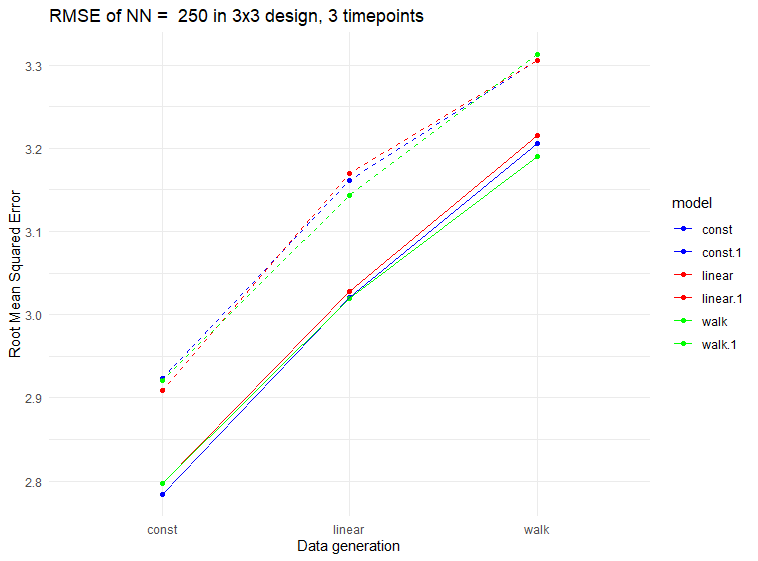 RMSE of NN =  250 in 3x3 design, 3 timepoints
Root Mean Squared Error
3.3
3.2
3.1
3.0
2.9
2.8
const
linear
walk
Data generation
model
const
const.1
linear
linear.1
walk
walk.1